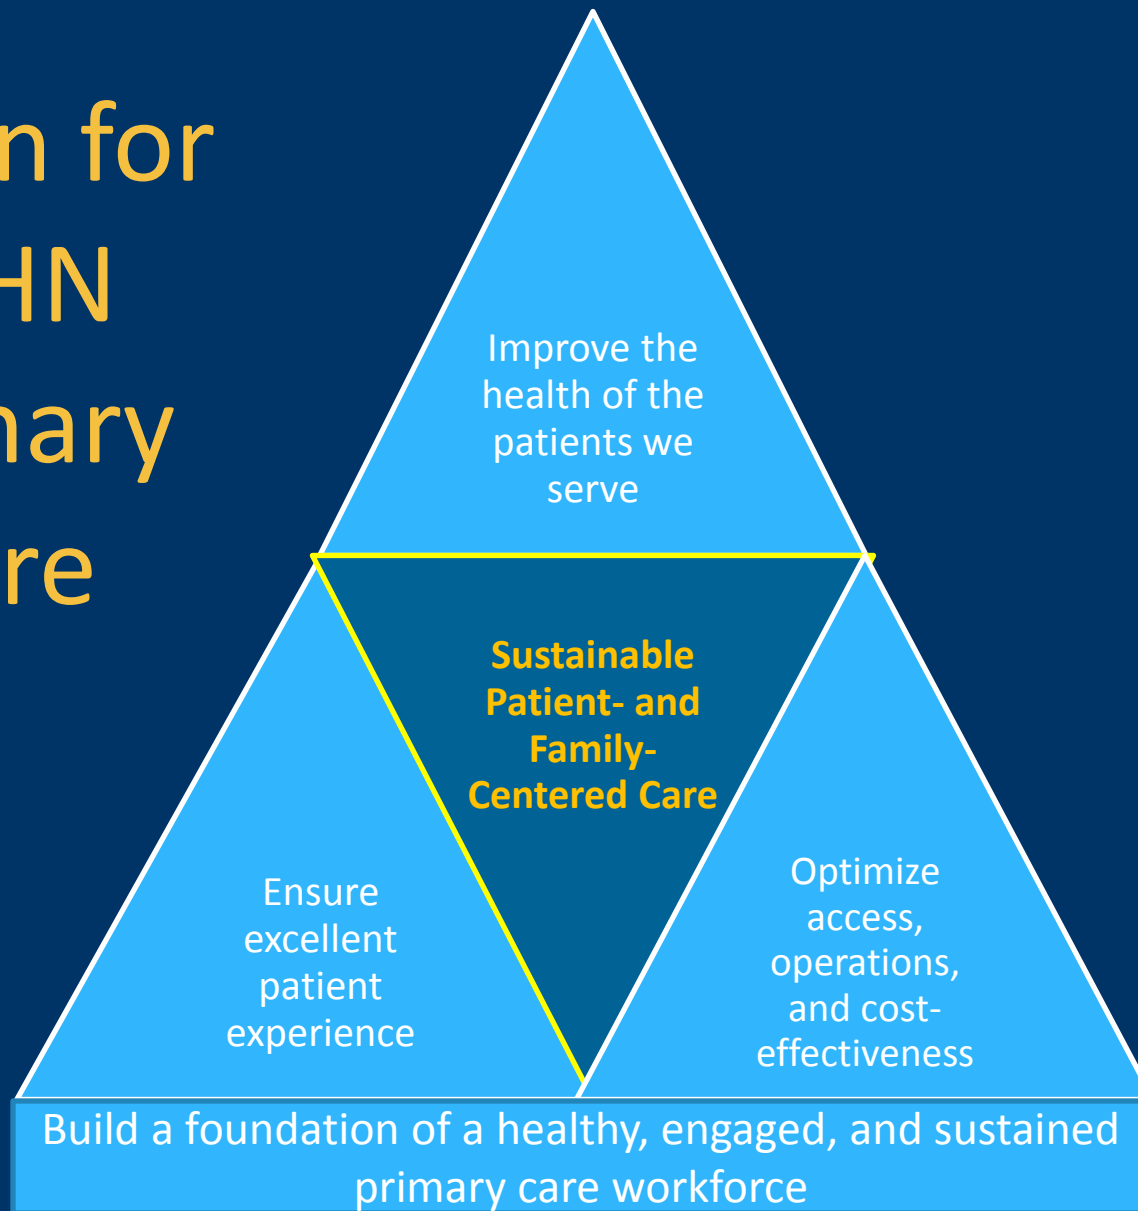 n for
HN
nary
re
Improve the
health of the
patients we
serve
Sustainable
Patient- and
Family-
Centered Care
Ensure
excellent
patient
experience
Optimize
access,
operations,
and cost-
effectiveness
Build a foundation of a healthy, engaged, and sustained
primary care workforce